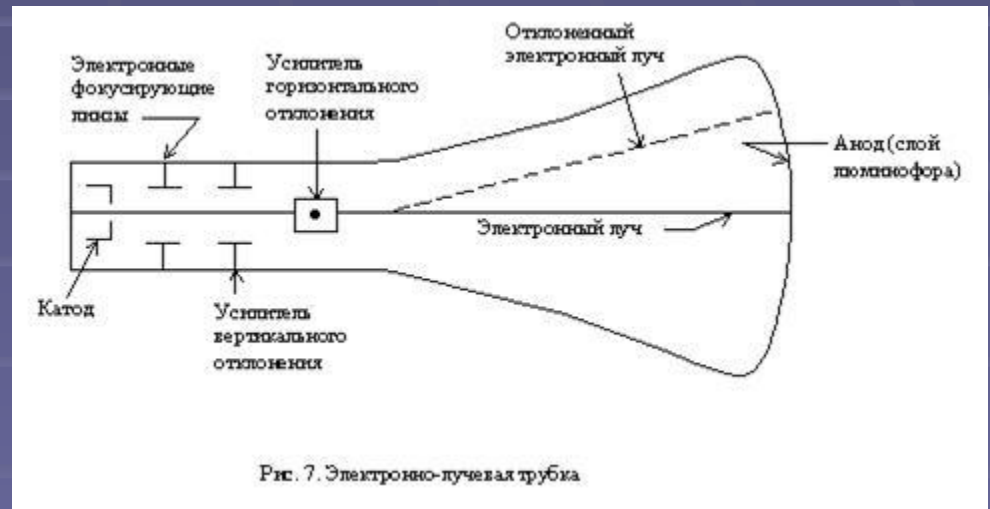 Электронные
фокусирующие
линзы
Усилитель
горизонтального
отклонения
Отклоненный
электронный луч
Анод (слой
люминофора)
Электронный луч
Катод
Усилитель
вертикального
отклонения
Рис. 7. Электронно-лучевая трубка